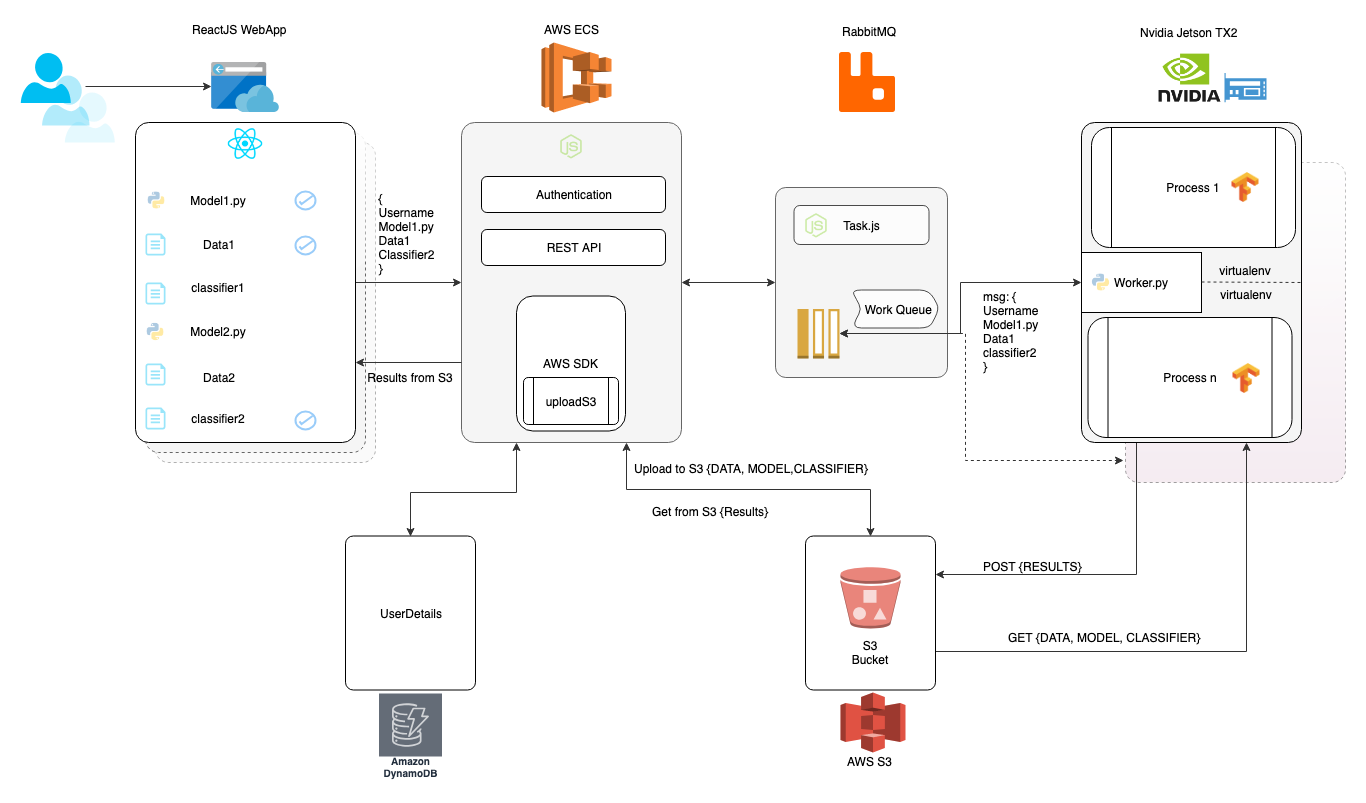 ReactJS WebApp
AWS ECS
RabbitMQ
Nvidia Jetson TX2
NVIDIA
JS
Model1.py
Data1
classifier1
Model2.py
Data2
classifier2
{
Username
Model1.py
Data1
Classifier2
}
Results from S3
Authentication
REST API
AWS SDK
uploadS3
JS
Task.js
Work Queue
msg: {
Username
Model1.py
Data1
classifier2
}
Process 1
Worker.py
virtualenv
virtualenv
Process n
Upload to S3 {DATA, MODEL,CLASSIFIER}
Get from S3 {Results}
POST {RESULTS}
GET {DATA, MODEL, CLASSIFIER}
UserDetails
Amazon
DynamoDB
S3
Bucket
AWS S3